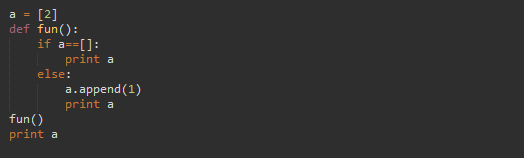 a = [2]
def fun():
    if a==[]:
        print a
    else:
        a.append(1)
        print a
fun()
print a